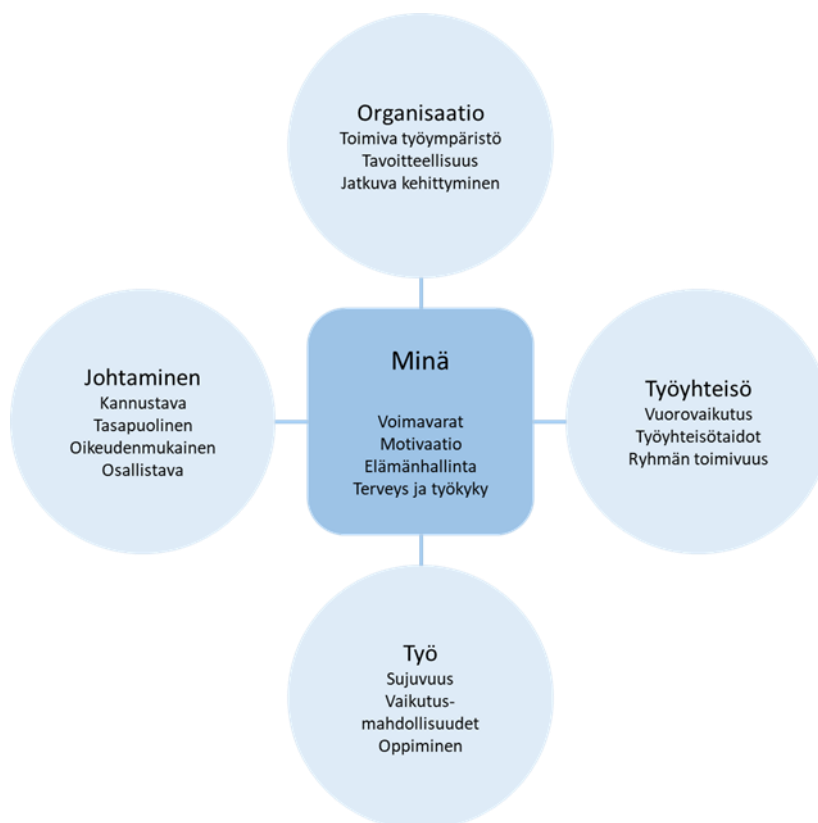 Organisaatio
Toimiva työympäristö
Tavoitteellisuus
Jatkuva kehittyminen
Johtaminen
Kannustava
Tasapuolinen
Oikeudenmukainen
Osallistava
Minä
Voimavarat
Motivaatio
Elämänhallinta
Terveys ja työkyky
Työyhteisö
Vuorovaikutus
Työyhteisötaidot
Ryhmän toimivuus
Työ
Sujuvuus
Vaikutus-
mahdollisuudet
Oppiminen